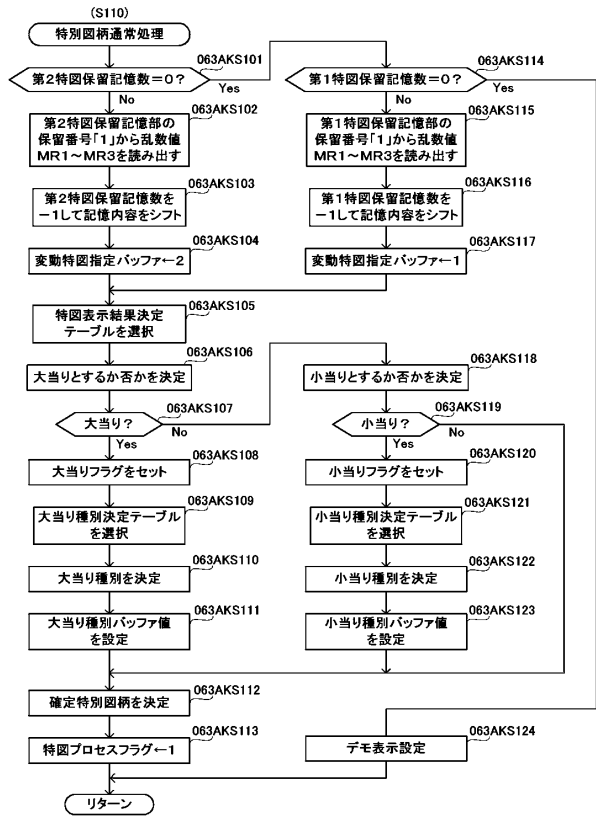 (S110)
特別図柄通常処理
063AKS101
第2特図保留記憶数=0?
Yes
No
063AKS102
第2特図保留記憶部の
保留番号「1」から乱数値
MR1～MR3を読み出す
063AKS103
第2特図保留記憶数を
-1して記憶内容をシフト
063AKS104
変動特図指定バッファ←2
063AKS114
第1特図保留記憶数=0?
Yes
No
063AKS115
第1特図保留記憶部の
保留番号「1」から乱数値
MR1～MR3を読み出す
063AKS116
第1特図保留記憶数を
-1して記憶内容をシフト
063AKS117
変動特図指定バッファ←1
063AKS105
特図表示結果決定
テーブルを選択
063AKS106
大当りとするか否かを決定
063AKS107
大当り?
No
Yes
063AKS108
大当りフラグをセット
063AKS109
大当り種別決定テーブル
を選択
063AKS110
大当り種別を決定
063AKS111
大当り種別バッファ値
を設定
063AKS118
小当りとするか否かを決定
063AKS119
小当り?
Yes
No
063AKS120
小当りフラグをセット
063AKS121
小当り種別決定テーブル
を選択
063AKS122
小当り種別を決定
063AKS123
小当り種別バッファ値
を設定
063AKS112
確定特別図柄を決定
063AKS113
特図プロセスフラグ←1
063AKS124
デモ表示設定
リターン